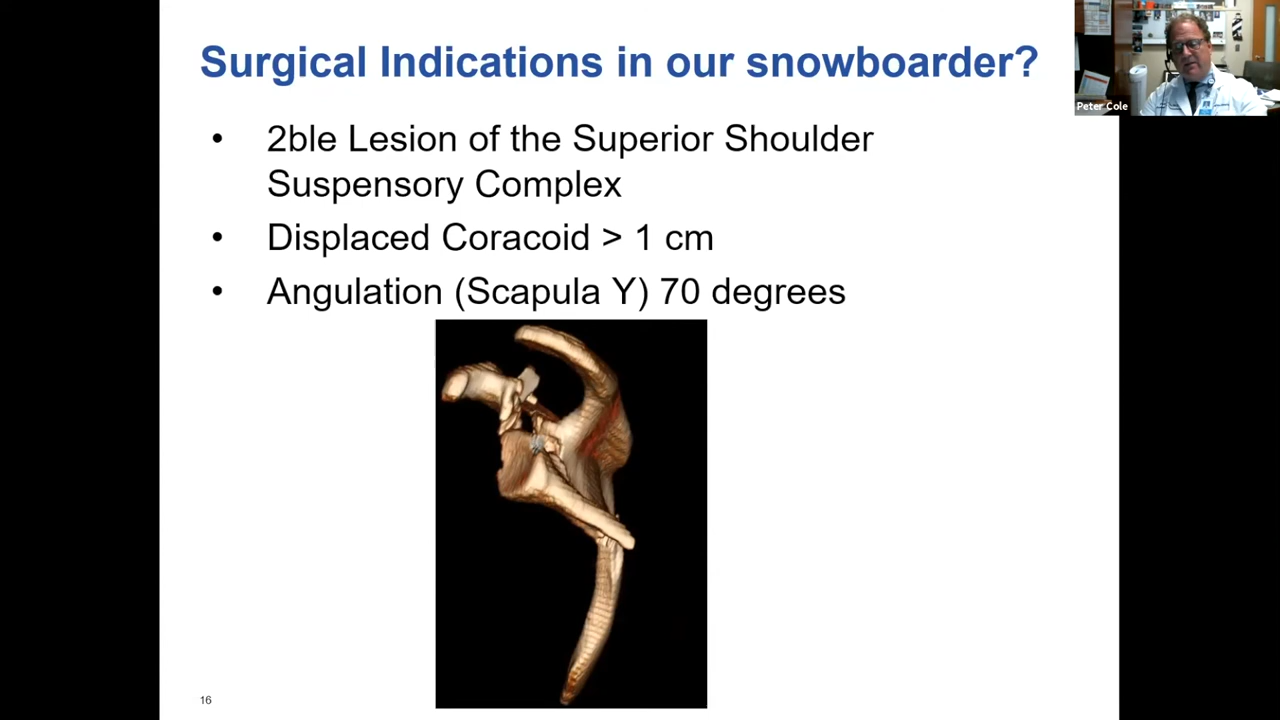 Surgical Indications in our snowboarder?
• 2ble Lesion of the Superior Shoulder
Suspensory Complex
• Displaced Coracoid > 1 cm
• Angulation (Scapula Y) 70 degrees
16
Peter Cole